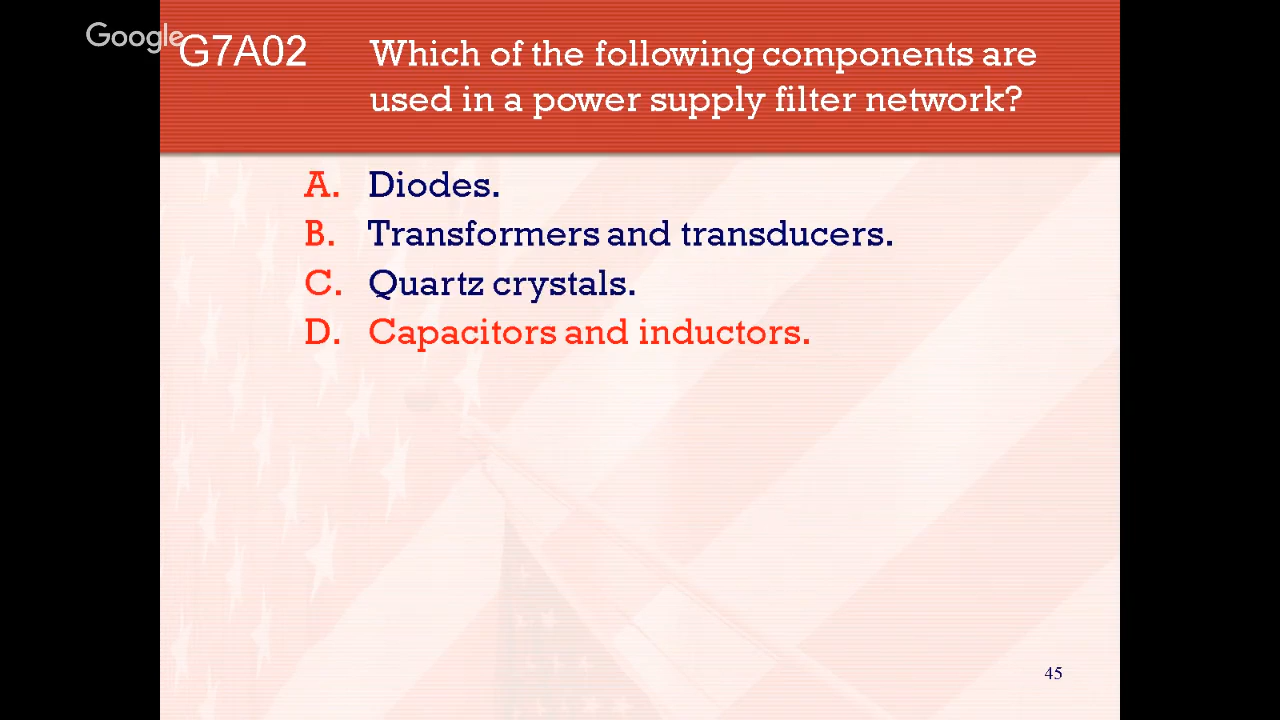 Google
G7A02 Which of the following components are
used in a power supply filter network?
A. Diodes.
B. Transformers and transducers.
C. Quartz crystals.
D. Capacitors and inductors.
45